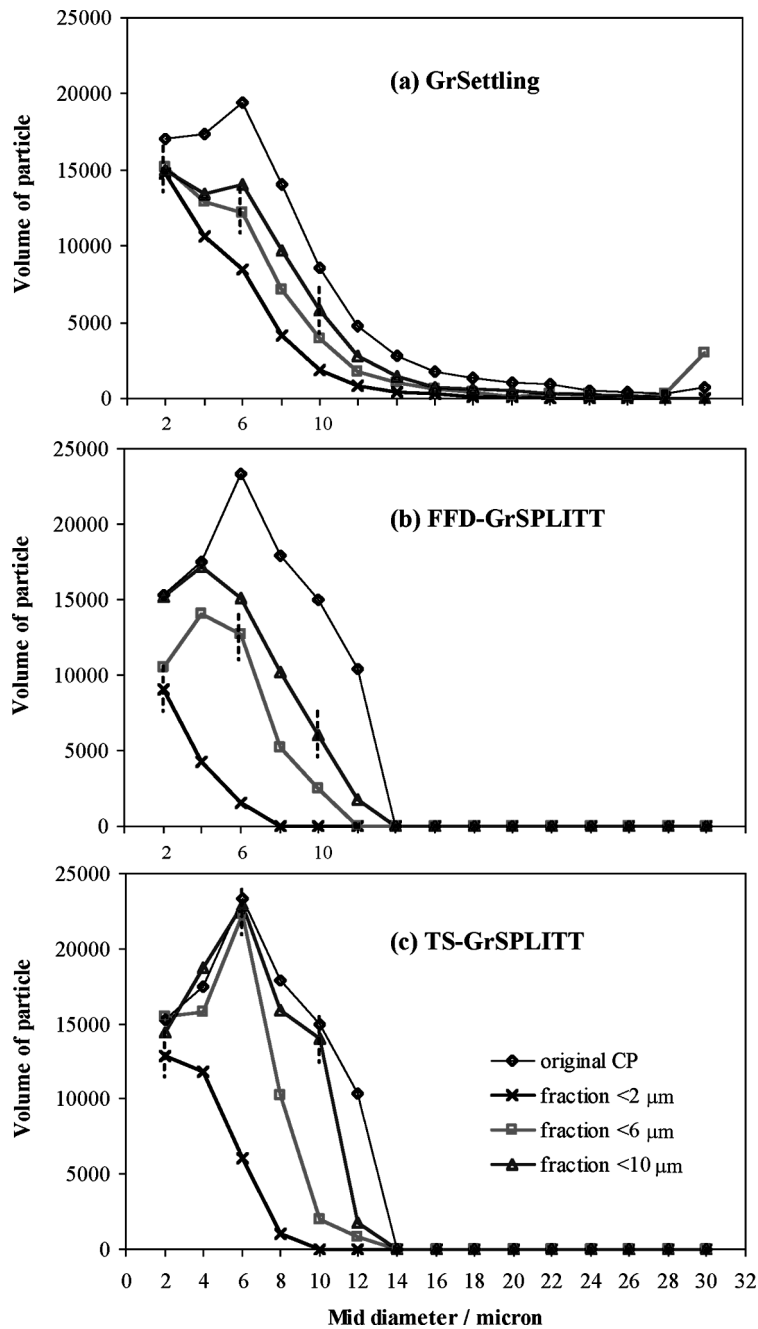 25000
(a) GrSettling
20000
15000
10000
5000
0
Volume of particle
2 6 10
25000
(b) FFD-GrSPLITT
20000
15000
10000
5000
0
Volume of particle
2 6 10
25000
(c) TS-GrSPLITT
20000
15000
10000
5000
0
Volume of particle
original CP
fraction <2 μm
fraction <6 μm
fraction <10 μm
0 2 4 6 8 10 12 14 16 18 20 22 24 26 28 30 32
Mid diameter / micron